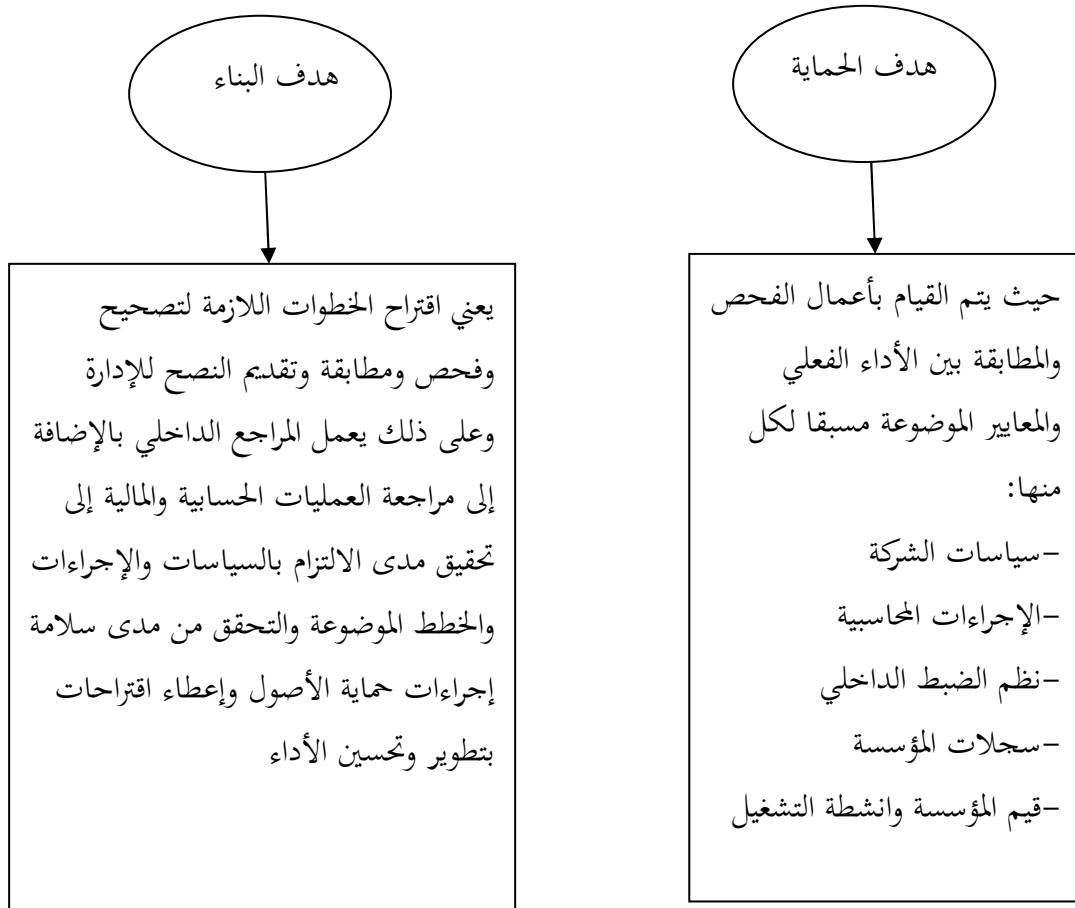 هدف الحماية
حيث يتم القيام بأعمال الفحص
والمطابقة بين الأداء الفعلي
والمعايير الموضوعة مسبقا لكل
منها:
-سياسات الشركة
-الإجراءات المحاسبية
-نظم الضبط الداخلي
-سجلات المؤسسة
-قيم المؤسسة وانشطة التشغيل
هدف البناء
يعني اقتراح الخطوات اللازمة لتصحيح
وفحص ومطابقة وتقديم النصح للإدارة
وعلى ذلك يعمل المراجع الداخلي بالإضافة
إلى مراجعة العمليات الحسابية والمالية إلى
تحقيق مدى الالتزام بالسياسات والإجراءات
والخطط الموضوعة والتحقق من مدى سلامة
إجراءات حماية الأصول وإعطاء اقتراحات
بتطوير وتحسين الأداء